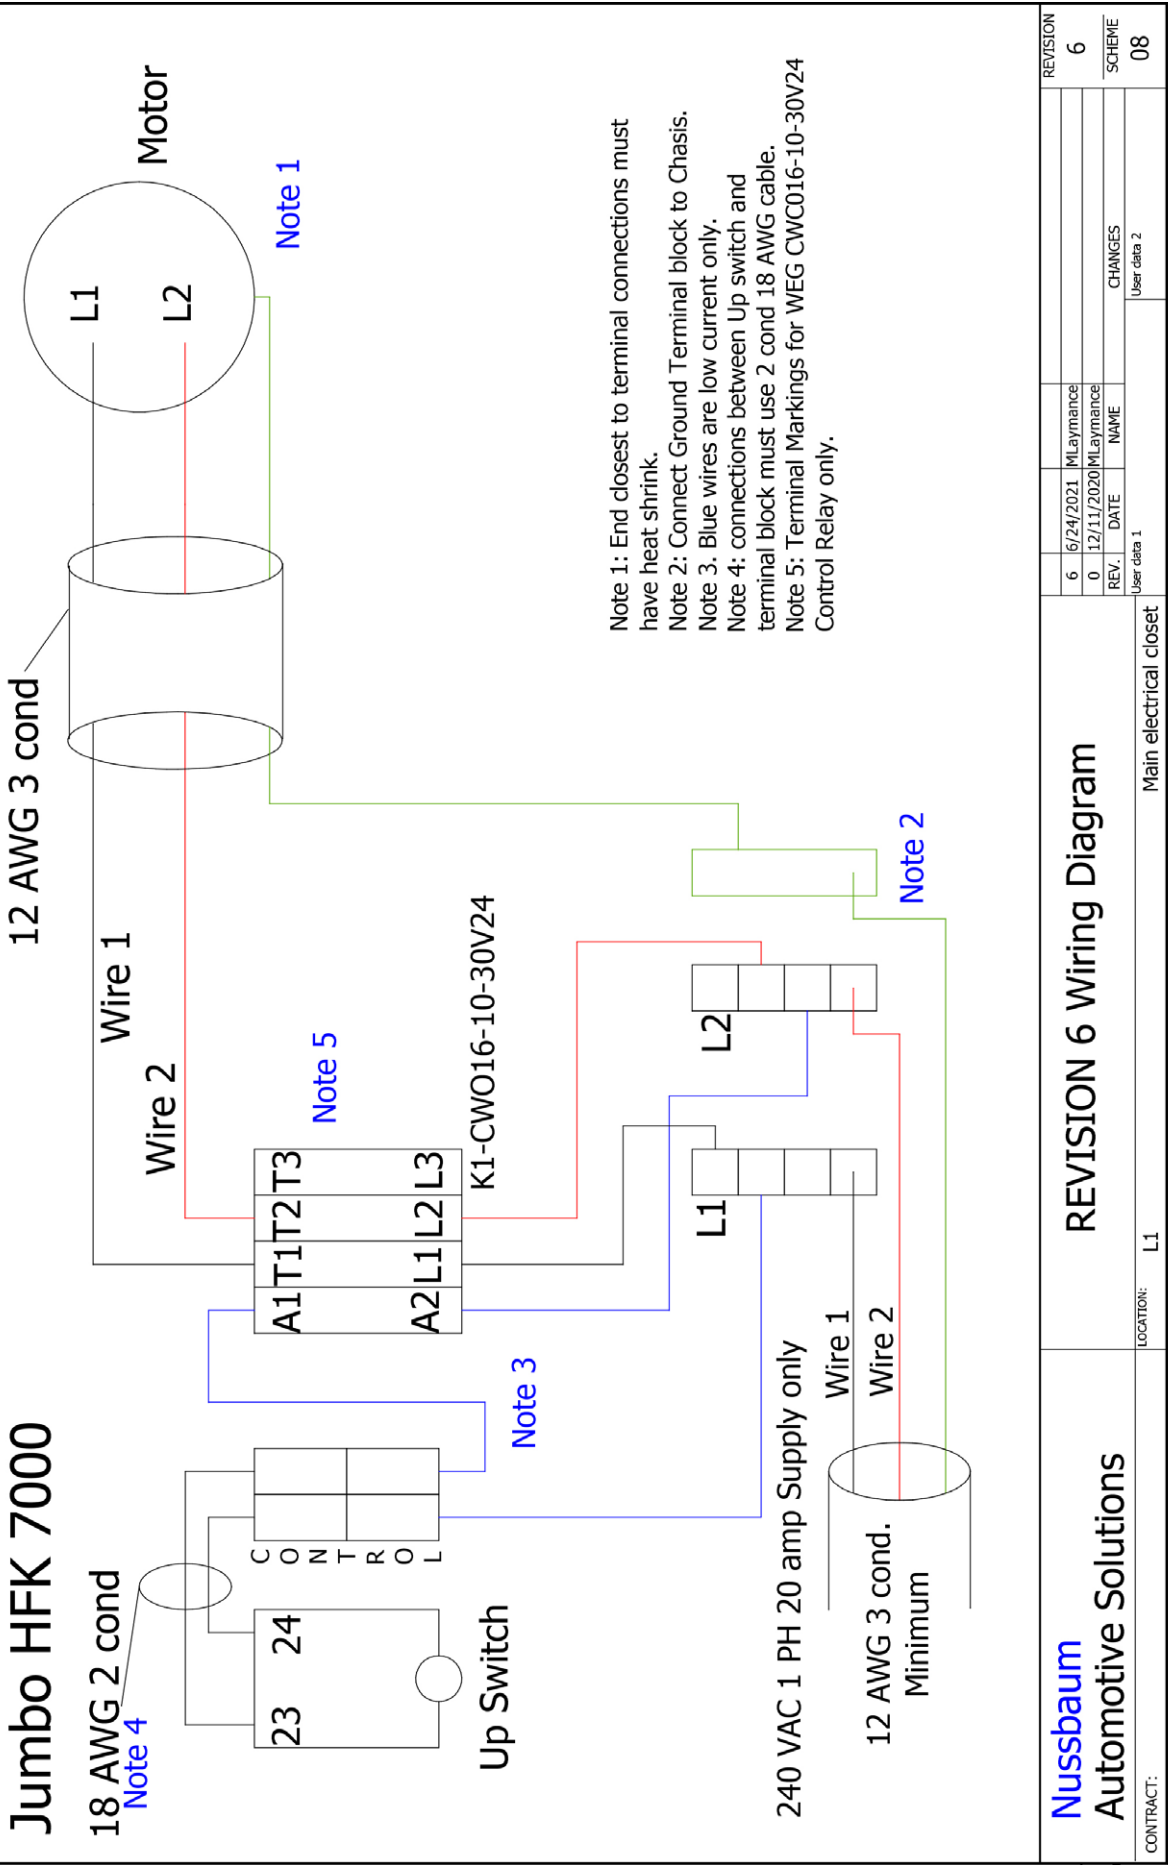 Jumbo HFK 7000
12 AWG 3 cond
Motor
L1
L2
Note 1
18 AWG 2 cond
Note 4
Wire 1
Wire 2
23
24
Up Switch
CONTROL
Note 3
A1
T1
T2
T3
A2
L1
L2
L3
Note 5
K1-CWO16-10-30V24
L1
L2
Note 2
240 VAC 1 PH 20 amp Supply only
Wire 1
Wire 2
12 AWG 3 cond.
Minimum
Note 1: End closest to terminal connections must
have heat shrink.
Note 2: Connect Ground Terminal block to Chasis.
Note 3. Blue wires are low current only.
Note 4: connections between Up switch and
terminal block must use 2 cond 18 AWG cable.
Note 5: Terminal Markings for WEG CWC016-10-30V24
Control Relay only.
Nussbaum
Automotive Solutions
CONTRACT:
REVISION 6 Wiring Diagram
LOCATION:
L1
Main electrical closet
6 6/24/2021 MLaymance
0 12/11/2020 MLaymance
REV. DATE NAME CHANGES
User data 1
User data 2
REVISION
6
SCHEME
08